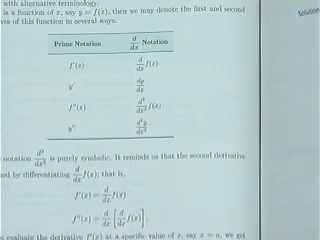 with alternative terminology.
is a function of x, say y = f(x), then we may denote the first and second
ves of this function in several ways.
Prime Notation d/dx Notation
f'(x) d/dx f(x)
y' dy/dx
f''(x) d²/dx² f(x)
y'' d²y/dx²
notation d²/dx² is purely symbolic. It reminds us that the second derivative
ned by differentiating d/dx f(x); that is,
f'(x) = d/dx f(x)
f''(x) = d/dx [d/dx f(x)].
evaluate the derivative f'(x) at a specific value of x, say x = a, we get
Solution